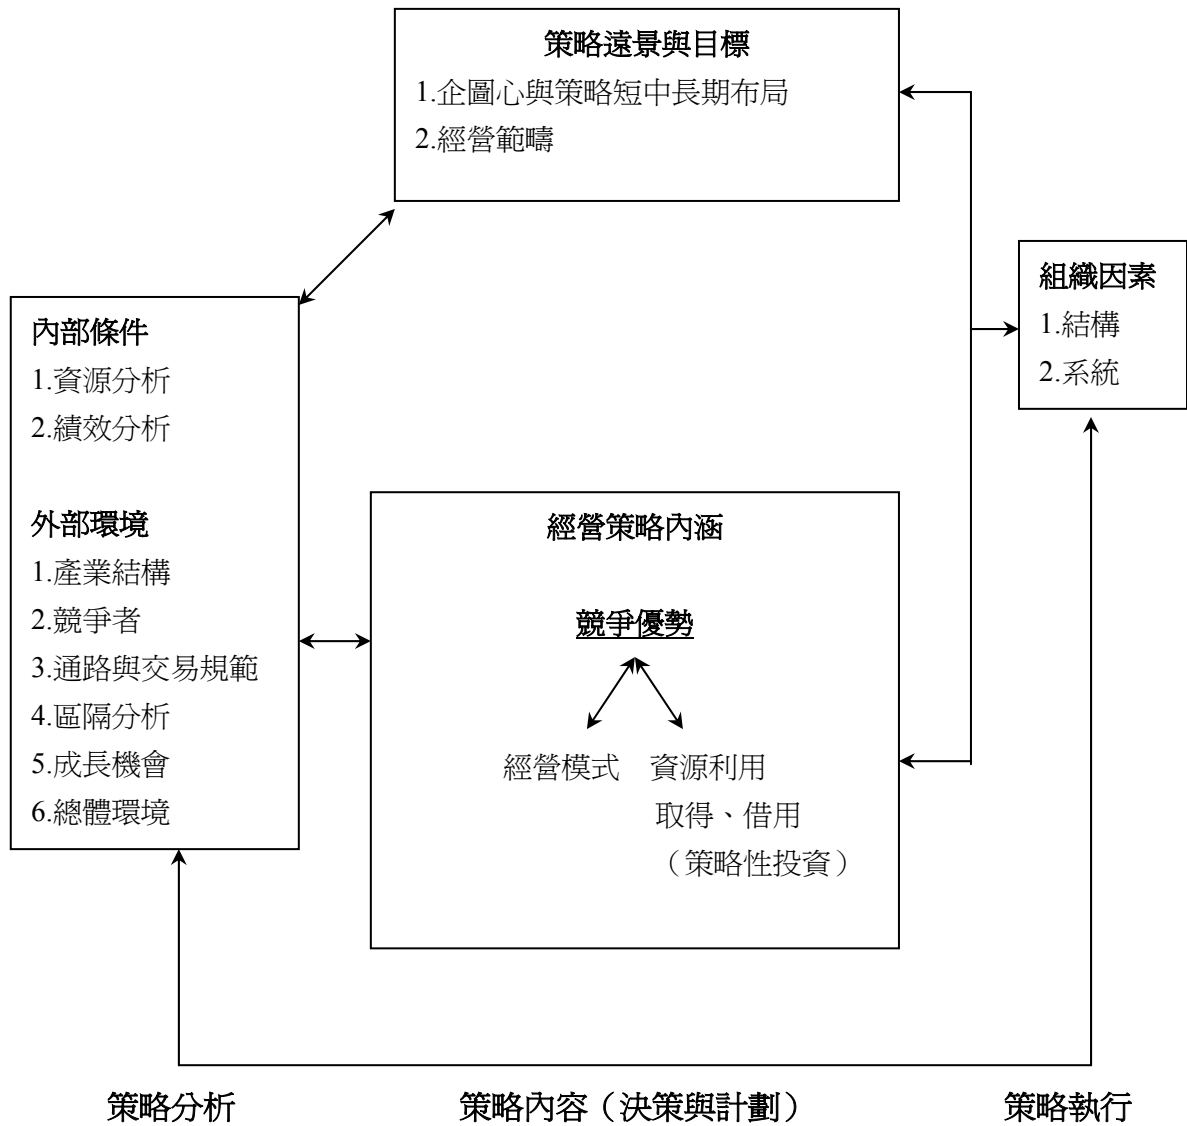 策略遠景與目標
1.企圖心與策略短中長期布局
2.經營範疇
組織因素
1.結構
2.系統
內部條件
1.資源分析
2.績效分析
外部環境
1.產業結構
2.競爭者
3.通路與交易規範
4.區隔分析
5.成長機會
6.總體環境
經營策略內涵
競爭優勢
經營模式 資源利用
取得、借用
（策略性投資）
策略分析 策略內容（決策與計劃） 策略執行